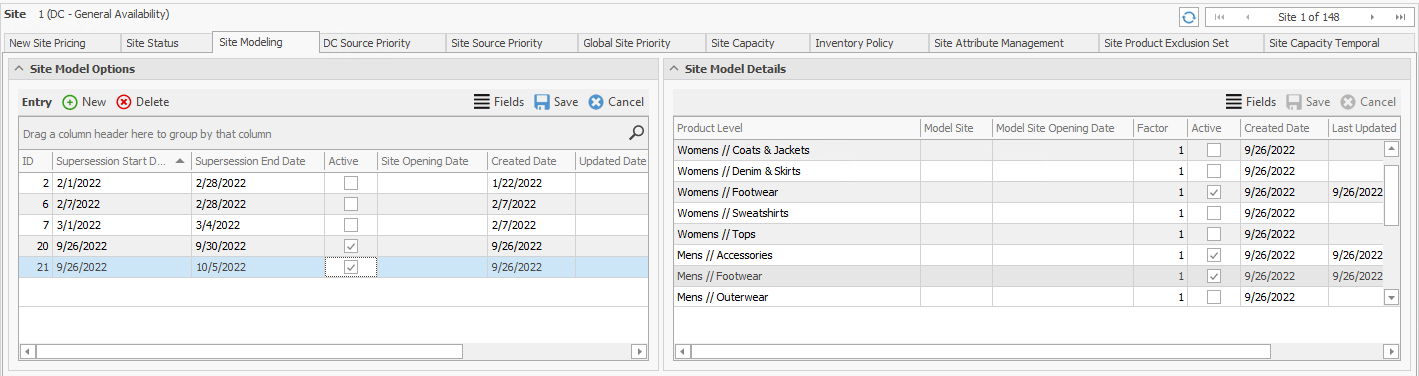 Site 1 (DC - General Availability)
Site 1 of 148
New Site Pricing Site Status Site Modeling DC Source Priority Site Source Priority Global Site Priority Site Capacity Inventory Policy Site Attribute Management Site Product Exclusion Set Site Capacity Temporal
Site Model Options
Entry New Delete Fields Save Cancel
Drag a column header here to group by that column
ID Supersession Start D... Supersession End Date Active Site Opening Date Created Date Updated Date
2 2/1/2022 2/28/2022 1/22/2022
6 2/7/2022 2/28/2022 2/7/2022
7 3/1/2022 3/4/2022 2/7/2022
20 9/26/2022 9/30/2022 9/26/2022
21 9/26/2022 10/5/2022 9/26/2022
Site Model Details
Fields Save Cancel
Product Level Model Site Model Site Opening Date Factor Active Created Date Last Updated
Womens // Coats & Jackets 1 9/26/2022
Womens // Denim & Skirts 1 9/26/2022
Womens // Footwear 1 9/26/2022 9/26/2022
Womens // Sweatshirts 1 9/26/2022
Womens // Tops 1 9/26/2022
Mens // Accessories 1 9/26/2022 9/26/2022
Mens // Footwear 1 9/26/2022 9/26/2022
Mens // Outerwear 1 9/26/2022